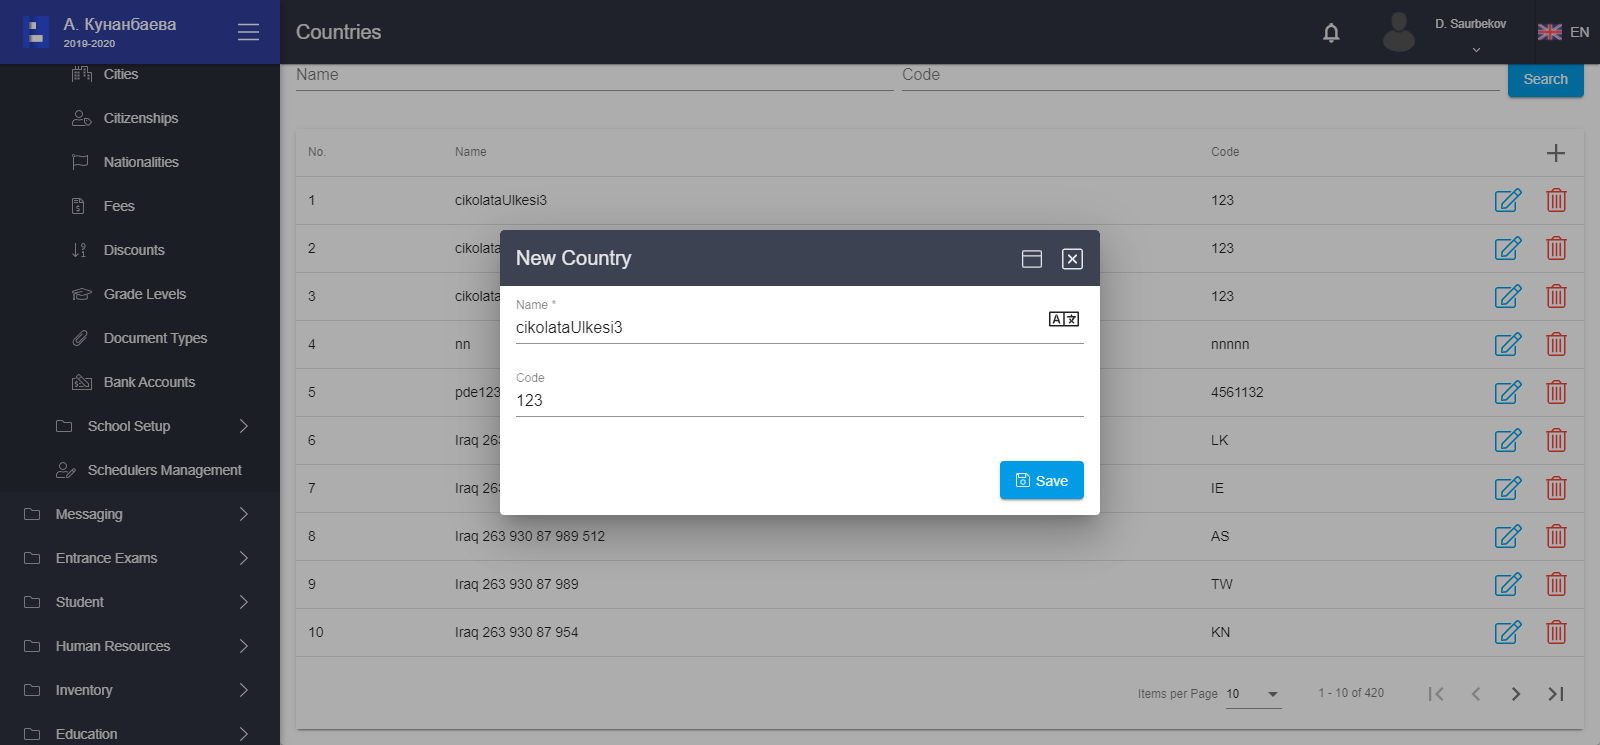 А. Кунанбаева
2019-2020
Countries
D. Saurbekov
EN
Cities
Citizenships
Nationalities
Fees
Discounts
Grade Levels
Document Types
Bank Accounts
School Setup
Schedulers Management
Messaging
Entrance Exams
Student
Human Resources
Inventory
Education
Name
Code
Search
No. Name Code
1 cikolataUlkesi3 123
2 cikolata 123
3 cikolata 123
4 nn nnnnn
5 pde123 4561132
6 Iraq 263 LK
7 Iraq 263 IE
8 Iraq 263 930 87 989 512 AS
9 Iraq 263 930 87 989 TW
10 Iraq 263 930 87 954 KN
Items per Page 10 1 - 10 of 420
New Country
Name *
cikolataUlkesi3
Code
123
Save